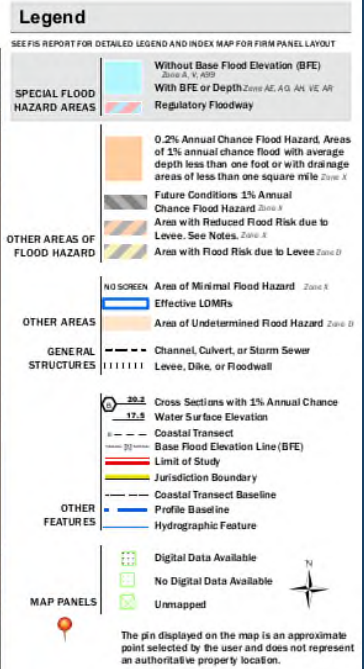 Legend
SEE FIS REPORT FOR DETAILED LEGEND AND INDEX MAP FOR FIRM PANEL LAYOUT
SPECIAL FLOOD
HAZARD AREAS
Without Base Flood Elevation (BFE)
Zone A, V, A99
With BFE or Depth Zone AE, AO, AH, VE, AR
Regulatory Floodway
OTHER AREAS OF
FLOOD HAZARD
0.2% Annual Chance Flood Hazard, Areas
of 1% annual chance flood with average
depth less than one foot or with drainage
areas of less than one square mile Zone X
Future Conditions 1% Annual
Chance Flood Hazard Zone X
Area with Reduced Flood Risk due to
Levee. See Notes. Zone X
Area with Flood Risk due to Levee Zone D
OTHER AREAS
NO SCREEN Area of Minimal Flood Hazard Zone X
Effective LOMRs
Area of Undetermined Flood Hazard Zone D
GENERAL
STRUCTURES
Channel, Culvert, or Storm Sewer
Levee, Dike, or Floodwall
OTHER
FEATURES
B 20.2 Cross Sections with 1% Annual Chance
17.5 Water Surface Elevation
Coastal Transect
Base Flood Elevation Line (BFE)
Limit of Study
Jurisdiction Boundary
Coastal Transect Baseline
Profile Baseline
Hydrographic Feature
MAP PANELS
Digital Data Available
No Digital Data Available
Unmapped
N
The pin displayed on the map is an approximate
point selected by the user and does not represent
an authoritative property location.